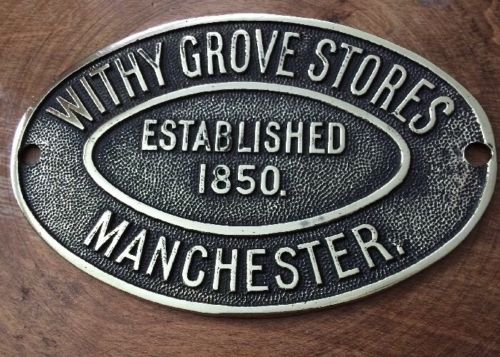 WITHY GROVE STORES
ESTABLISHED
1850.
MANCHESTER.